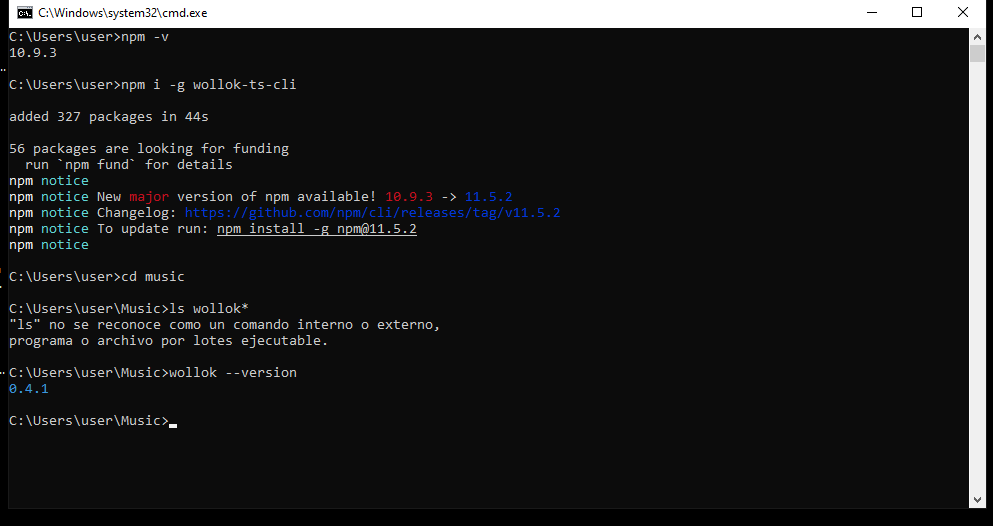 C:\Windows\system32\cmd.exe
C:\Users\user>npm -v
10.9.3
C:\Users\user>npm i -g wollok-ts-cli
added 327 packages in 44s
56 packages are looking for funding
  run `npm fund` for details
npm notice
npm notice New major version of npm available! 10.9.3 -> 11.5.2
npm notice Changelog: https://github.com/npm/cli/releases/tag/v11.5.2
npm notice To update run: npm install -g npm@11.5.2
npm notice
C:\Users\user>cd music
C:\Users\user\Music>ls wollok*
"ls" no se reconoce como un comando interno o externo,
programa o archivo por lotes ejecutable.
C:\Users\user\Music>wollok --version
0.4.1
C:\Users\user\Music>